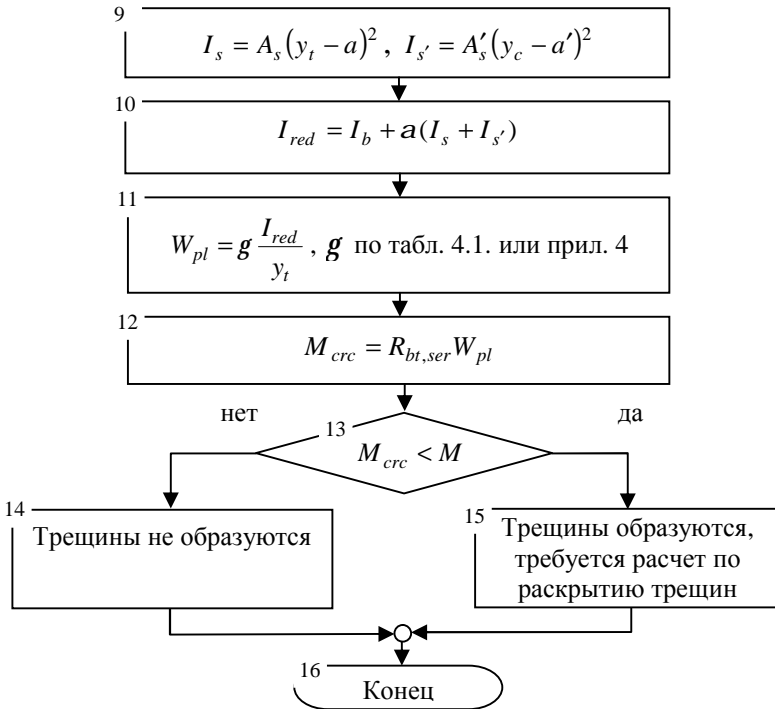 9
I_s = A_s(y_t − a)², I_s′ = A′_s(y_c − a′)²
10
I_red = I_b + a(I_s + I_s′)
11
W_pl = g I_red / y_t , g по табл. 4.1. или прил. 4
12
M_crc = R_bt,ser W_pl
нет
да
13
M_crc < M
14
Трещины не образуются
15
Трещины образуются,
требуется расчет по
раскрытию трещин
16
Конец